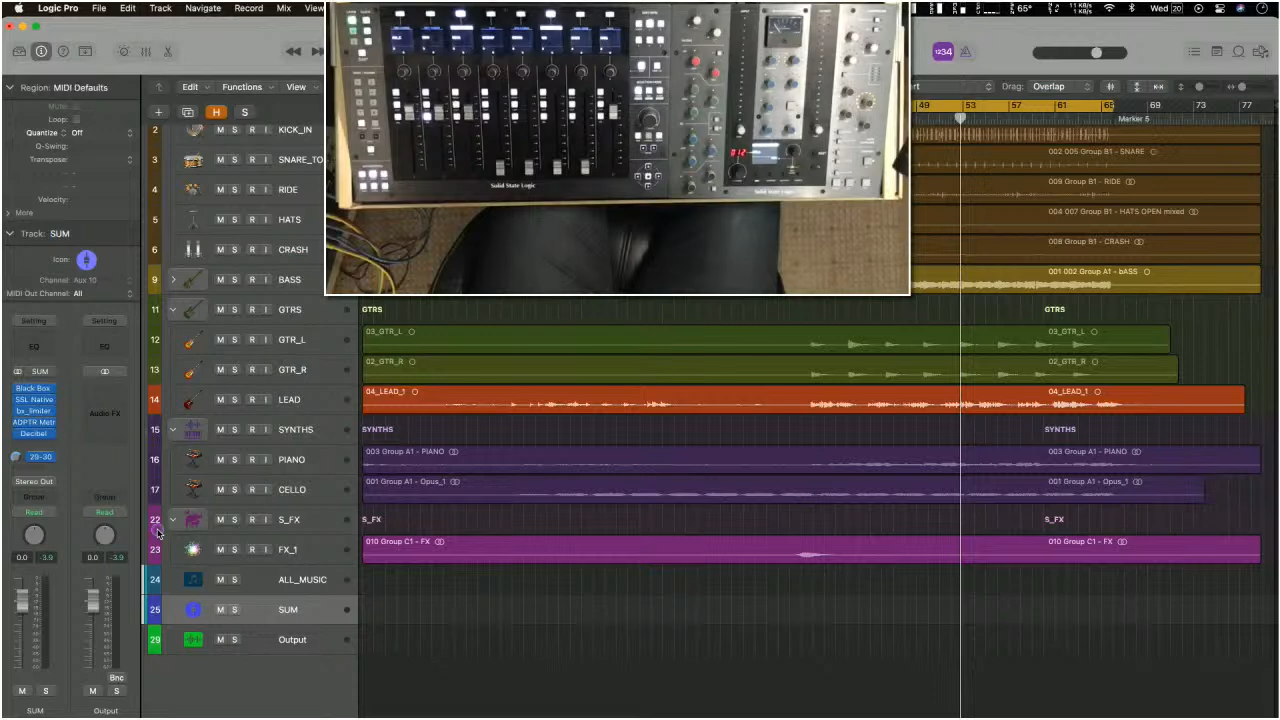 Logic Pro File Edit Track Navigate Record Mix Vi
65° Wed 20
1234
Region: MIDI Defaults Edit Functions View Drag: Overlap
Mute:
Loop:
H S
Quantize Off
Q-Swing:
Transpose:
Velocity:
More
Track: SUM
Icon:
Channel: Aux 10
MIDI Out Channel: All
Setting Setting
EQ EQ
SUM
Black Box
SSL Native
bx_limiter
ADPTR Metr
Decibel
Audio FX
29-30
Stereo Out
Group Group
Read Read
0.0 -3.9 0.0 -3.9
Bnc
M S M S
SUM Output
49 53 57 61 65 69 73 77
Marker 5
2 M S R I KICK_IN
3 M S R I SNARE_TO
002 005 Group B1 - SNARE
4 M S R I RIDE
009 Group B1 - RIDE
5 M S R I HATS
004 007 Group B1 - HATS OPEN mixed
6 M S R I CRASH
008 Group B1 - CRASH
9 M S R I BASS
001 002 Group A1 - bASS
11 M S R I GTRS
GTRS GTRS
12 M S R I GTR_L
03_GTR_L 03_GTR_L
13 M S R I GTR_R
02_GTR_R 02_GTR_R
14 M S R I LEAD
04_LEAD_1 04_LEAD_1
15 M S R I SYNTHS
SYNTHS SYNTHS
16 M S R I PIANO
003 Group A1 - PIANO 003 Group A1 - PIANO
17 M S R I CELLO
001 Group A1 - Opus_1 001 Group A1 - Opus_1
22 M S R I S_FX
S_FX S_FX
23 M S R I FX_1
010 Group C1 - FX 010 Group C1 - FX
24 M S ALL_MUSIC
25 M S SUM
29 M S Output
Solid State Logic
Solid State Logic